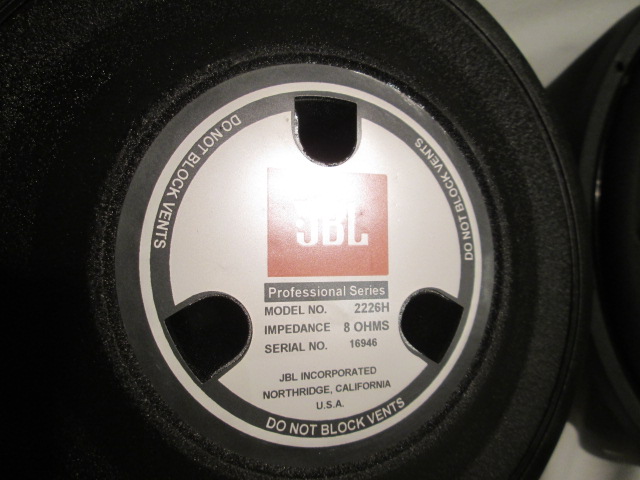 DO NOT BLOCK VENTS
DO NOT BLOCK VENTS
JBL
Professional Series
MODEL NO. 2226H
IMPEDANCE 8 OHMS
SERIAL NO. 16946
JBL INCORPORATED
NORTHRIDGE, CALIFORNIA
U.S.A.
DO NOT BLOCK VENTS